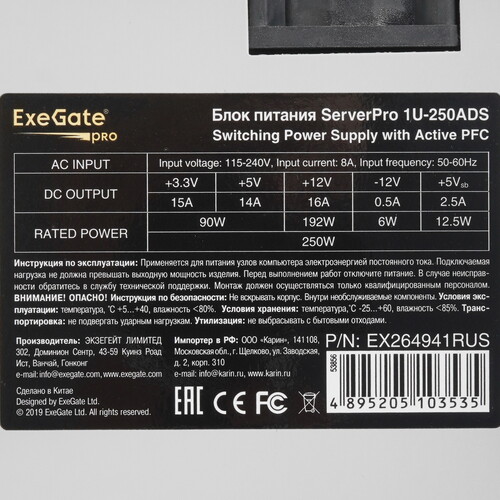 ExeGate®
pro
Блок питания ServerPro 1U-250ADS
Switching Power Supply with Active PFC
AC INPUT Input voltage: 115-240V, Input current: 8A, Input frequency: 50-60Hz
DC OUTPUT +3.3V +5V +12V -12V +5Vsb
15A 14A 16A 0.5A 2.5A
RATED POWER 90W 192W 6W 12.5W
250W
Инструкция по эксплуатации: Применяется для питания узлов компьютера электроэнергией постоянного тока. Подключаемая
нагрузка не должна превышать выходную мощность изделия. Перед выполнением работ отключите питание. В случае неисправ-
ности обратитесь в службу технической поддержки. Монтаж должен осуществляться только квалифицированным специалистом.
ВНИМАНИЕ! ОПАСНО! Инструкция по безопасности: Не вскрывать корпус. Внутри необслуживаемые компоненты. Условия экс-
плуатации: температура, °C +5...+40, влажность <80%. Условия хранения: температура, °C -25...+60, влажность <85%. Транс-
портировка: не подвергать ударным нагрузкам. Утилизация: не выбрасывать с бытовыми отходами.
Производитель: ЭКЗЕГЕЙТ ЛИМИТЕД
302, Доминион Сентр, 43-59 Куинз Роад
Ист, Ванчай, Гонконг
e-mail: exegate@exegate.com
www.exegate.com
Импортер в РФ: ООО «Карин», 141108,
Московская обл., г. Щелково, ул. Заводская,
д. 2, корп. 110
e-mail: karin@karin.ru
www.karin.ru
P/N: EX264941RUS
53856
4 895205 103535
Сделано в Китае
Designed by ExeGate Ltd.
© 2019 ExeGate Ltd. All rights reserved.
EAC CE FC